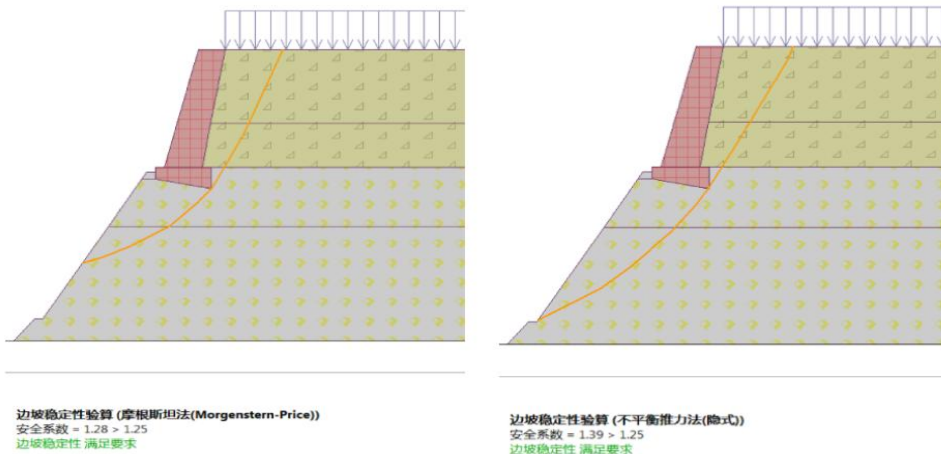 边坡稳定性验算 (摩根斯坦法(Morgenstern-Price))
安全系数 = 1.28 > 1.25
边坡稳定性 满足要求
边坡稳定性验算 (不平衡推力法(隐式))
安全系数 = 1.39 > 1.25
边坡稳定性 满足要求